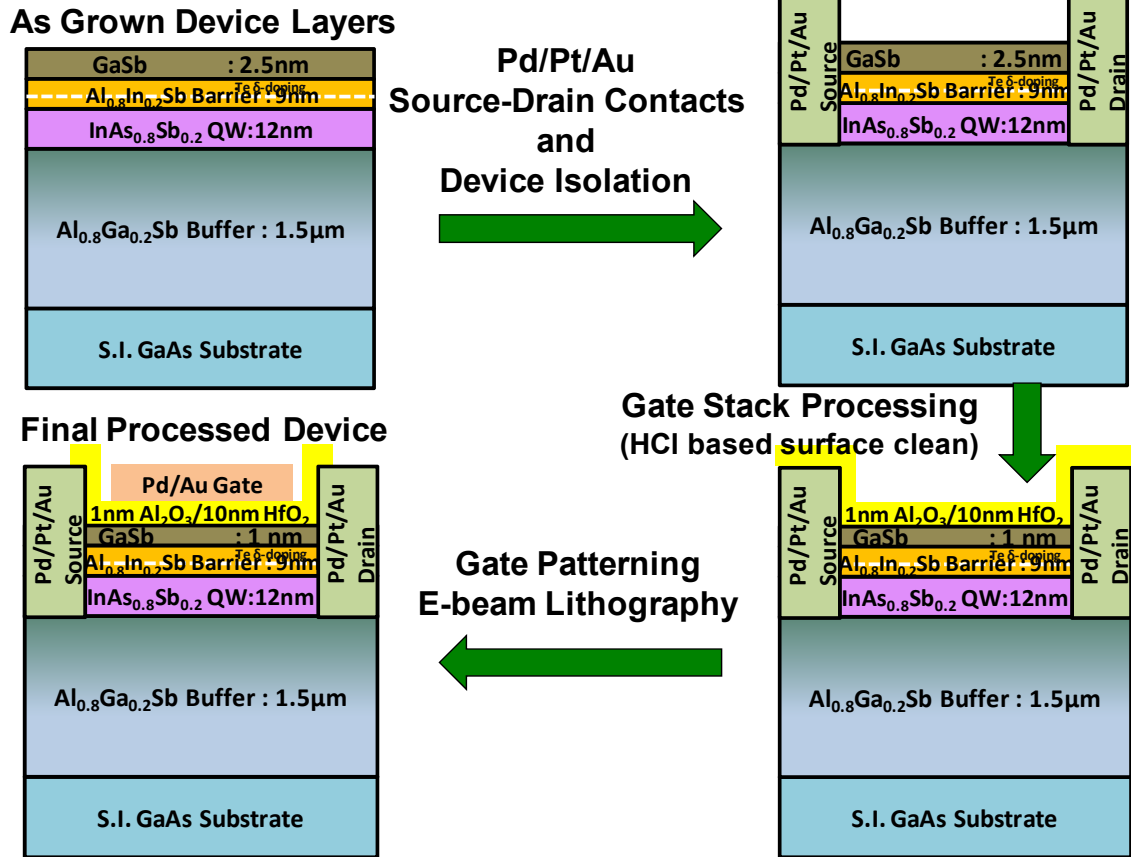 As Grown Device Layers
GaSb : 2.5nm
Te δ-doping
Al₀.₈In₀.₂Sb Barrier : 9nm
InAs₀.₈Sb₀.₂ QW:12nm
Al₀.₈Ga₀.₂Sb Buffer : 1.5µm
S.I. GaAs Substrate
Pd/Pt/Au
Source-Drain Contacts
and
Device Isolation
Pd/Pt/Au
Source
GaSb : 2.5nm
Te δ-doping
Al₀.₈In₀.₂Sb Barrier : 9nm
InAs₀.₈Sb₀.₂ QW:12nm
Pd/Pt/Au
Drain
Al₀.₈Ga₀.₂Sb Buffer : 1.5µm
S.I. GaAs Substrate
Gate Stack Processing
(HCl based surface clean)
Pd/Pt/Au
Source
1nm Al₂O₃/10nm HfO₂
GaSb : 1 nm
Te δ-doping
Al₀.₈In₀.₂Sb Barrier : 9nm
InAs₀.₈Sb₀.₂ QW:12nm
Pd/Pt/Au
Drain
Al₀.₈Ga₀.₂Sb Buffer : 1.5µm
S.I. GaAs Substrate
Gate Patterning
E-beam Lithography
Final Processed Device
Pd/Pt/Au
Source
Pd/Au Gate
1nm Al₂O₃/10nm HfO₂
GaSb : 1 nm
Te δ-doping
Al₀.₈In₀.₂Sb Barrier : 9nm
InAs₀.₈Sb₀.₂ QW:12nm
Pd/Pt/Au
Drain
Al₀.₈Ga₀.₂Sb Buffer : 1.5µm
S.I. GaAs Substrate